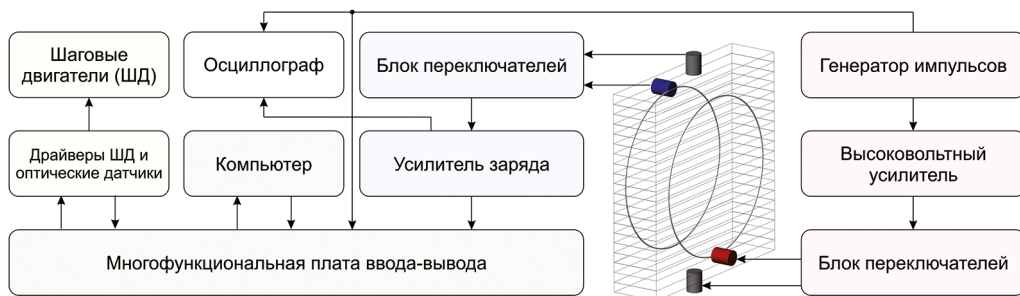 Шаговые
двигатели (ШД)
Осциллограф
Блок переключателей
Генератор импульсов
Драйверы ШД и
оптические датчики
Компьютер
Усилитель заряда
Высоковольтный
усилитель
Многофункциональная плата ввода-вывода
Блок переключателей